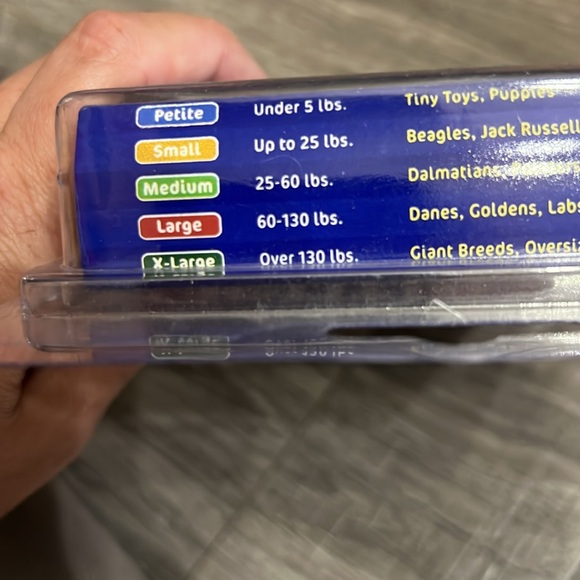 Petite Under 5 lbs. Tiny Toys, Puppies
Small Up to 25 lbs. Beagles, Jack Russell
Medium 25-60 lbs. Dalmatians,
Large 60-130 lbs. Danes, Goldens, Labs
X-Large Over 130 lbs. Giant Breeds,